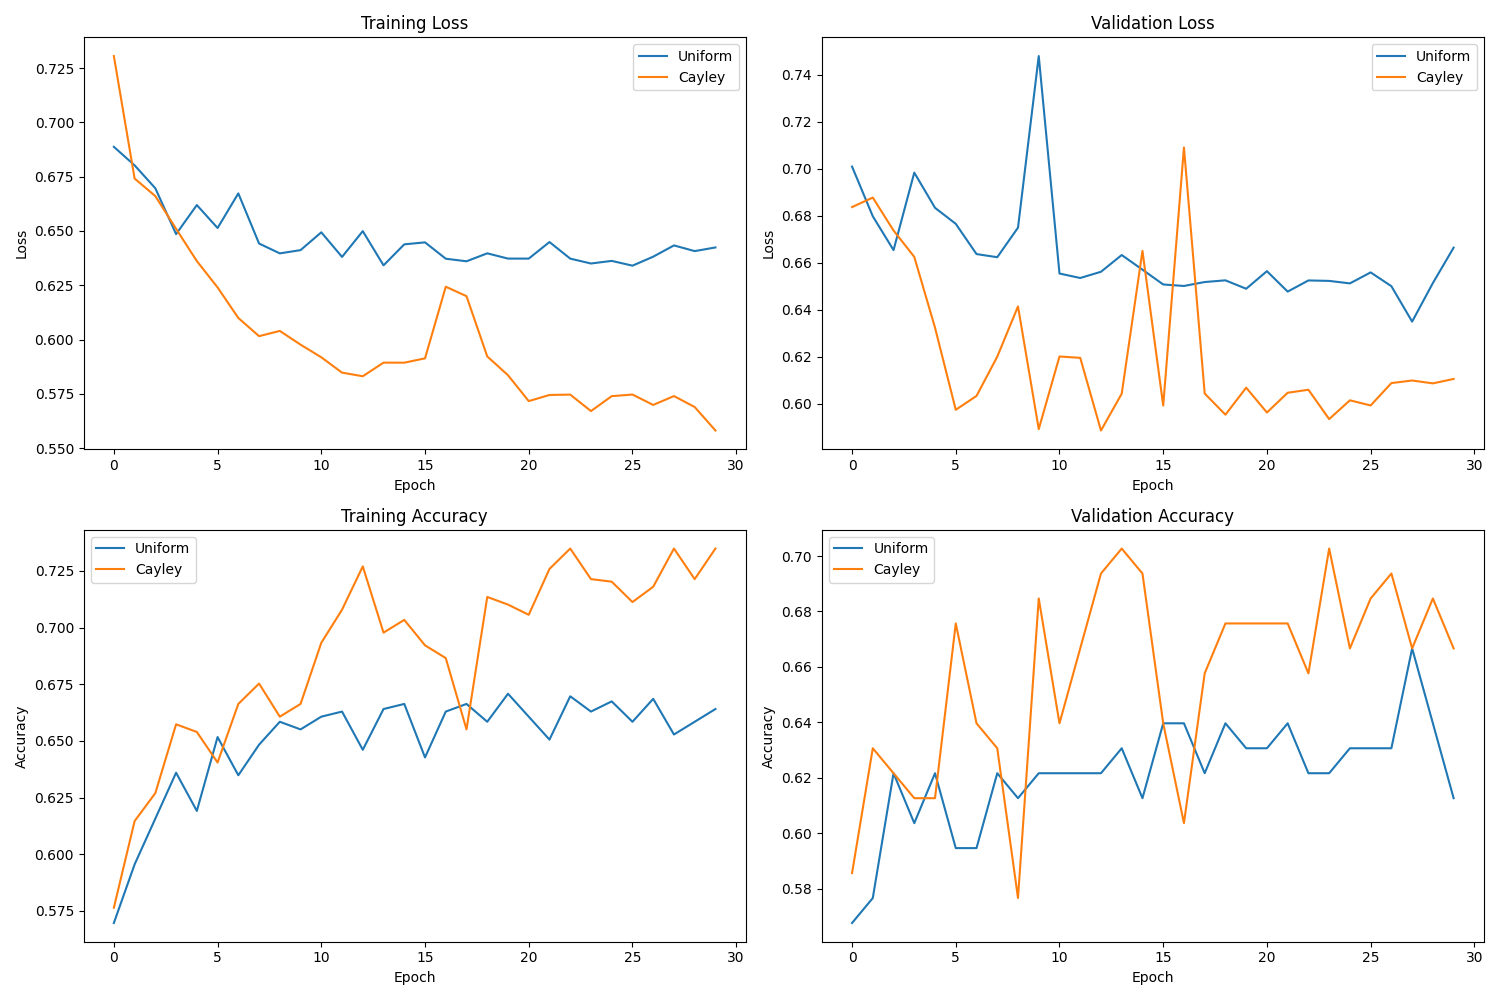 Training Loss
Loss
0.725
0.700
0.675
0.650
0.625
0.600
0.575
0.550
Uniform
Cayley
0 5 10 15 20 25 30
Epoch
Validation Loss
Loss
0.74
0.72
0.70
0.68
0.66
0.64
0.62
0.60
Uniform
Cayley
0 5 10 15 20 25 30
Epoch
Training Accuracy
Accuracy
0.725
0.700
0.675
0.650
0.625
0.600
0.575
Uniform
Cayley
0 5 10 15 20 25 30
Epoch
Validation Accuracy
Accuracy
0.70
0.68
0.66
0.64
0.62
0.60
0.58
Uniform
Cayley
0 5 10 15 20 25 30
Epoch